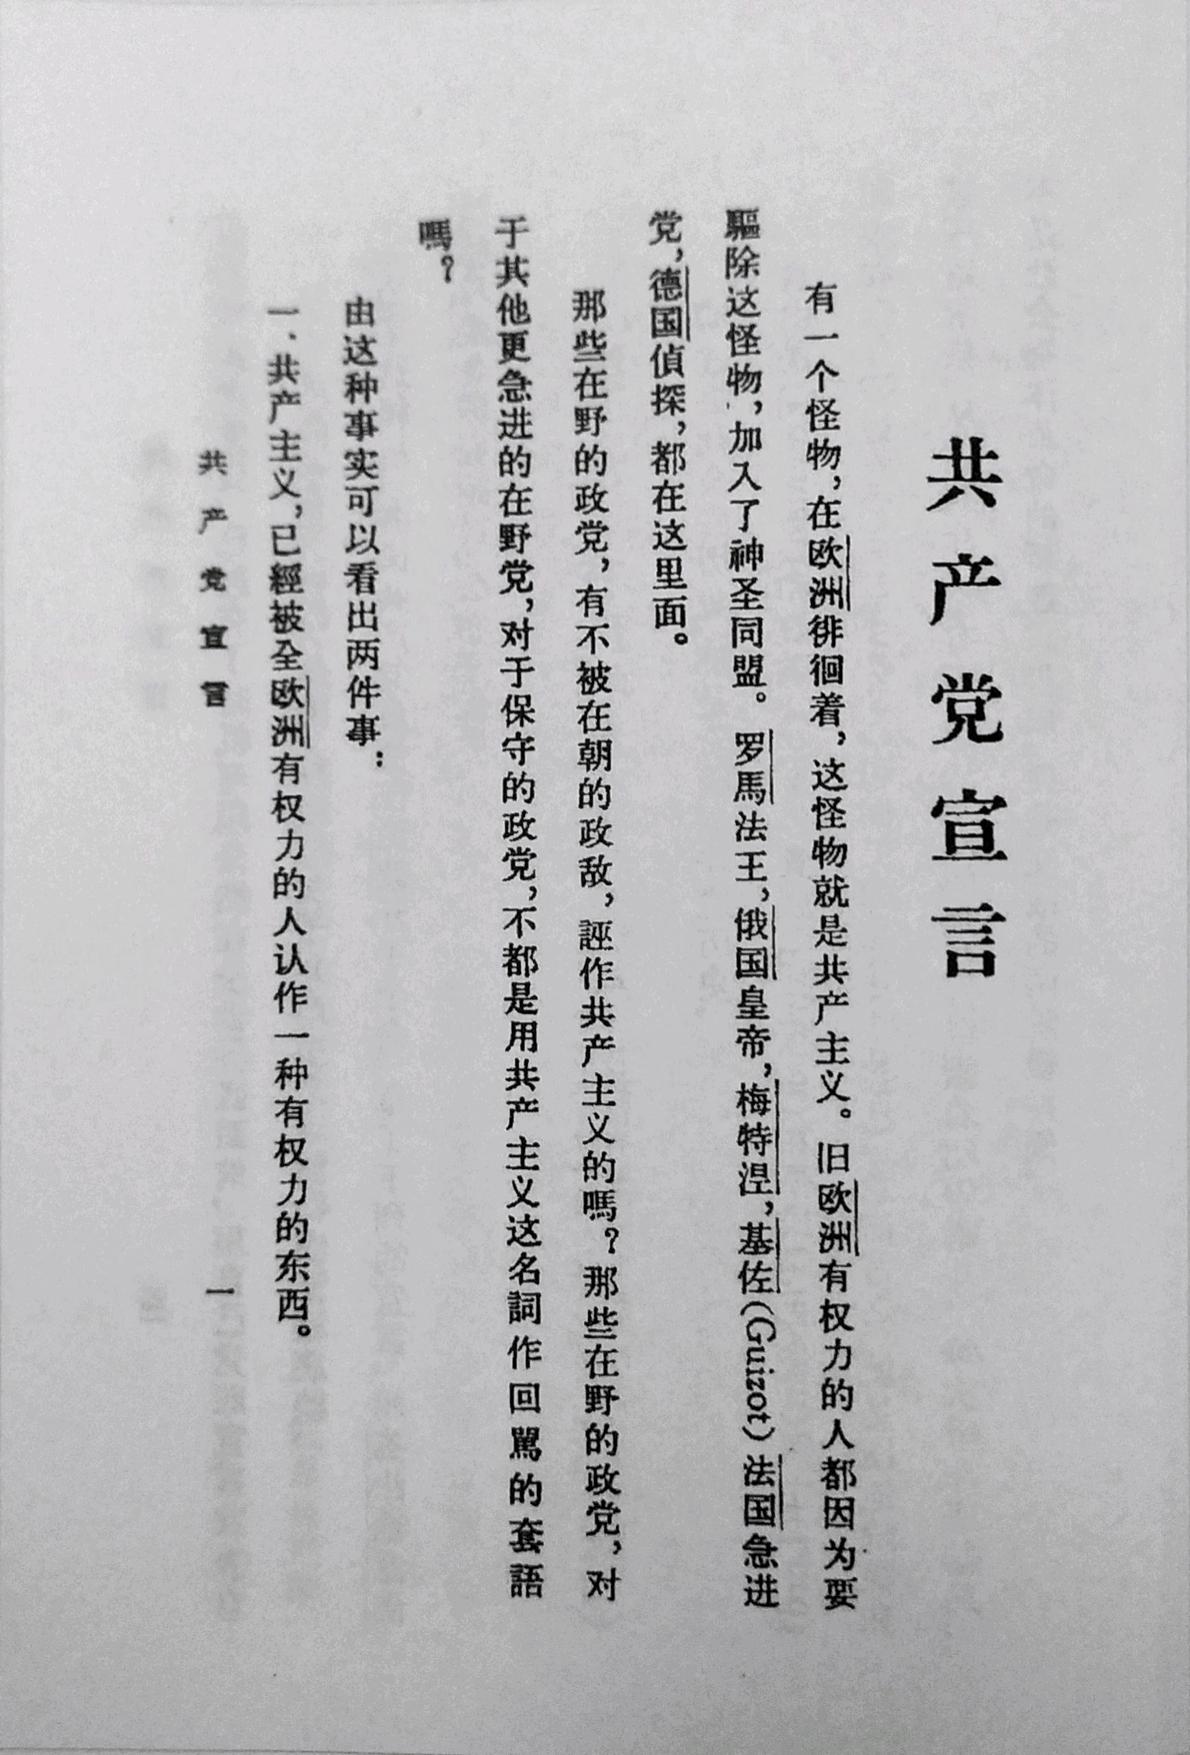 共产党宣言
有一个怪物，在欧洲徘徊着，这怪物就是共产主义。旧欧洲有权力的人都因为要
驅除这怪物，加入了神圣同盟。罗馬法王，俄国皇帝，梅特涅，基佐(Guizot)法国急进
党，德国偵探，都在这里面。
那些在野的政党，有不被在朝的政敌，誣作共产主义的嗎？那些在野的政党，对
于其他更急进的在野党，对于保守的政党，不都是用共产主义这名詞作回駡的套語
嗎？
由这种事实可以看出两件事：
一、共产主义，已經被全欧洲有权力的人认作一种有权力的东西。
共产党宣言
一